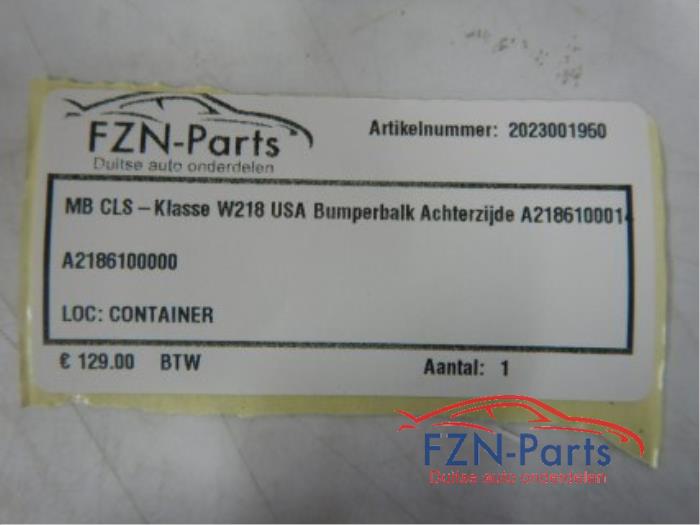 FZN-Parts
Duitse auto onderdelen
Artikelnummer: 2023001950
MB CLS-Klasse W218 USA Bumperbalk Achterzijde A2186100014
A2186100000
LOC: CONTAINER
€ 129.00 BTW
Aantal: 1
FZN-Parts
Duitse auto onderdelen